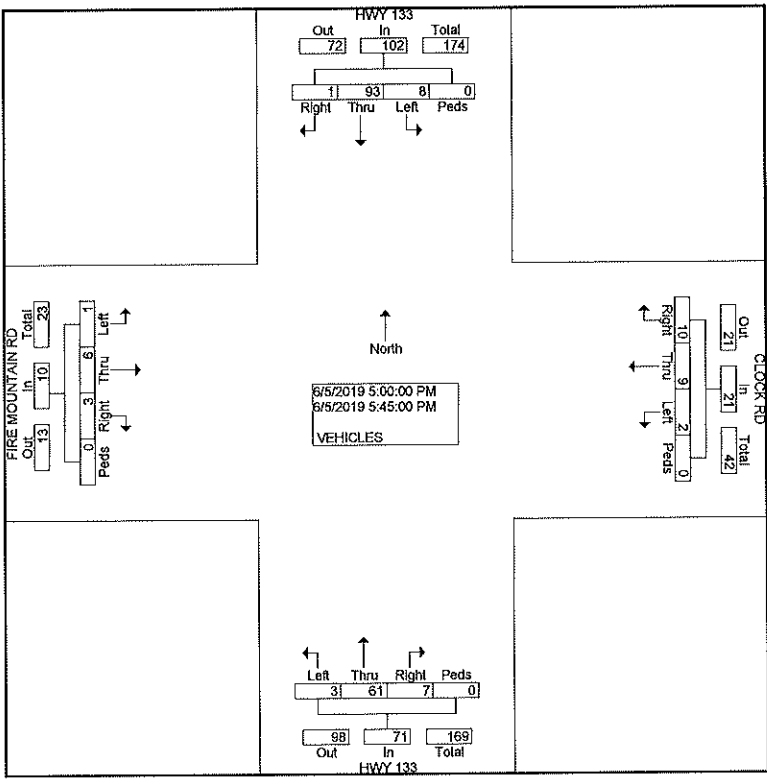 HWY 133
Out In Total
72 102 174
1 93 8 0
Right Thru Left Peds
FIRE MOUNTAIN RD
Total In Out
23 10 13
1 6 3 0
Left Thru Right Peds
North
6/5/2019 5:00:00 PM
6/5/2019 5:45:00 PM
VEHICLES
CLOCK RD
Out In Total
21 21 42
10 9 2 0
Right Thru Left Peds
Left Thru Right Peds
3 61 7 0
98 71 169
Out In Total
HWY 133